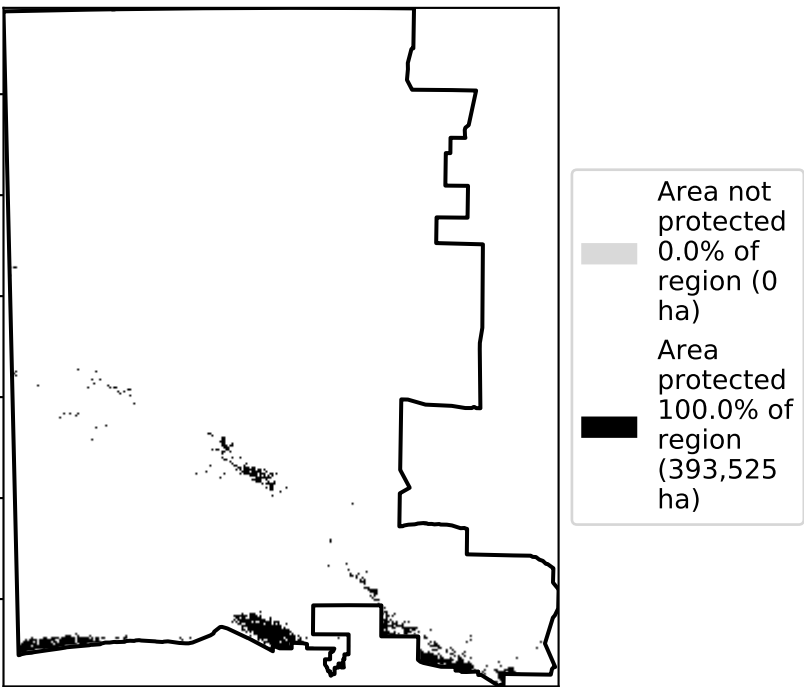 Area not
protected
0.0% of
region (0
ha)
Area
protected
100.0% of
region
(393,525
ha)